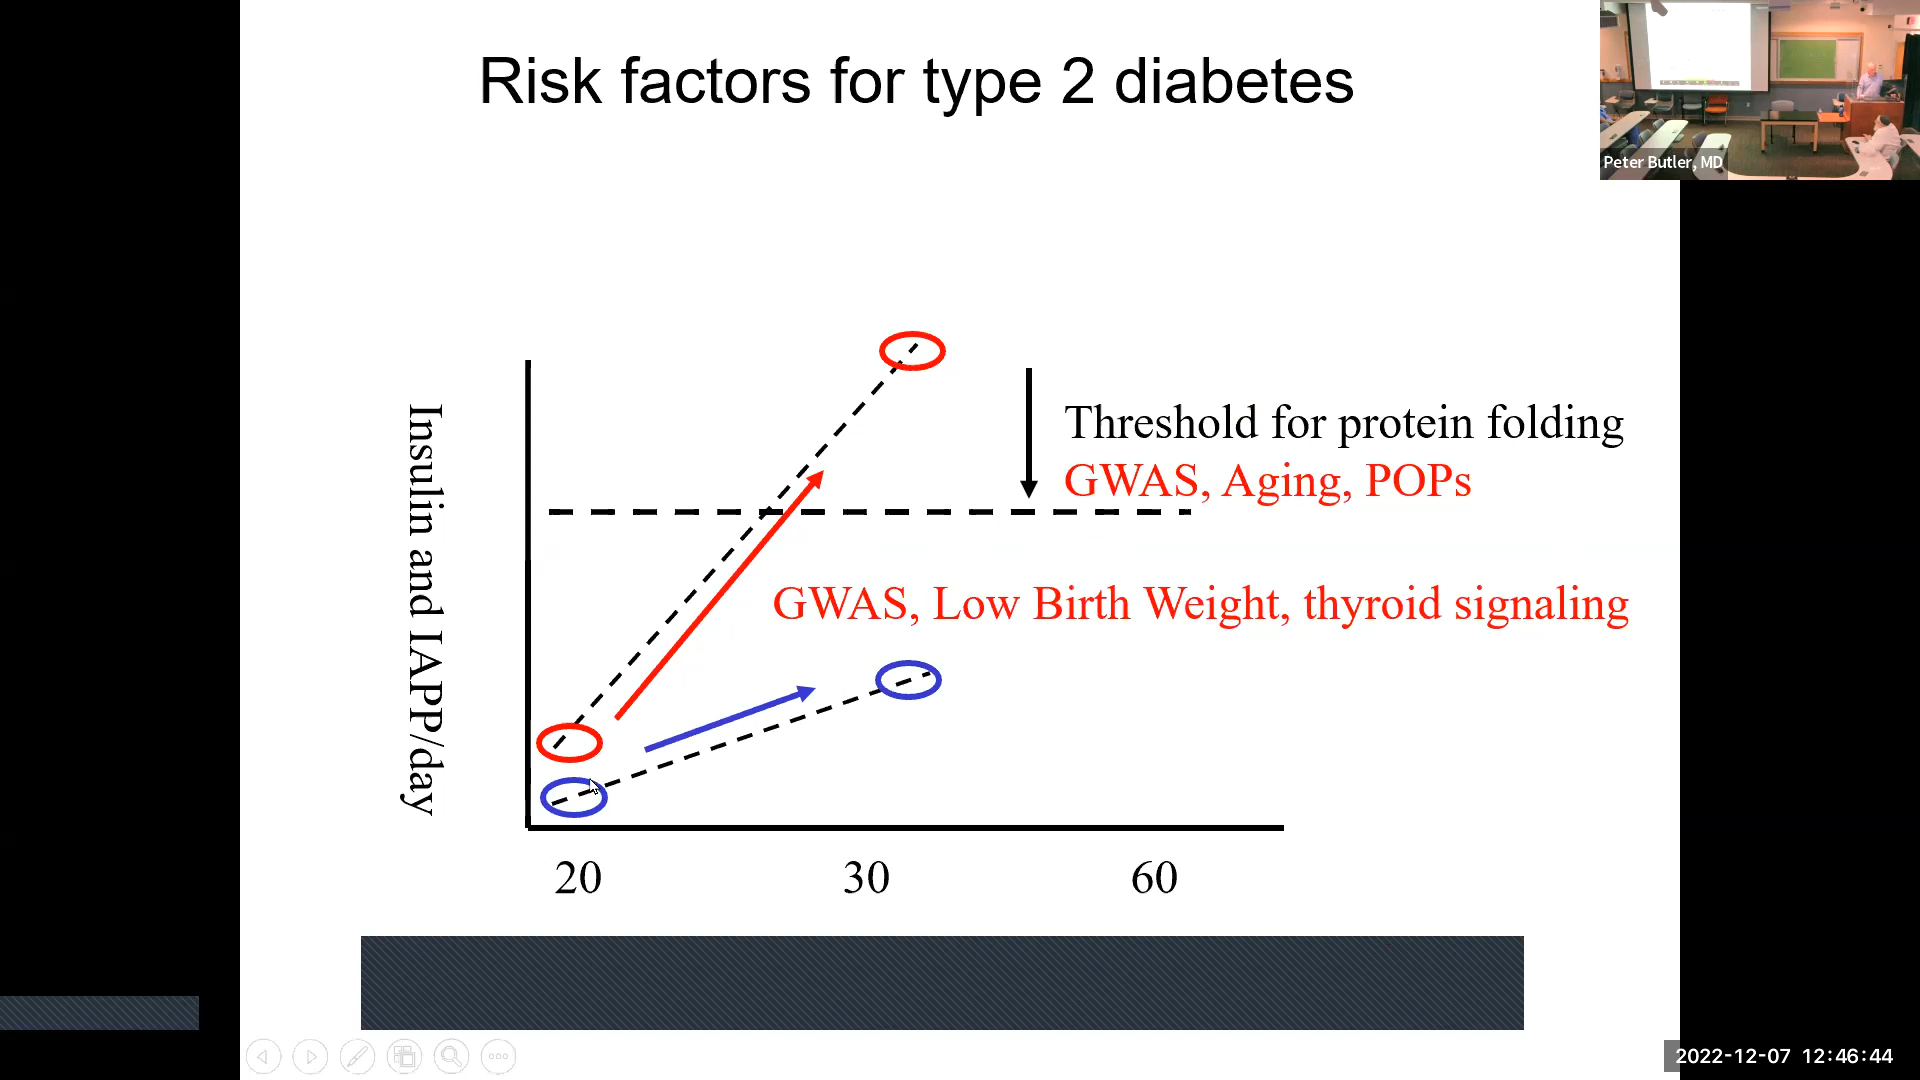 Risk factors for type 2 diabetes
Peter Butler, MD
Insulin and IAPP/day
Threshold for protein folding
GWAS, Aging, POPs
GWAS, Low Birth Weight, thyroid signaling
20 30 60
2022-12-07 12:46:44